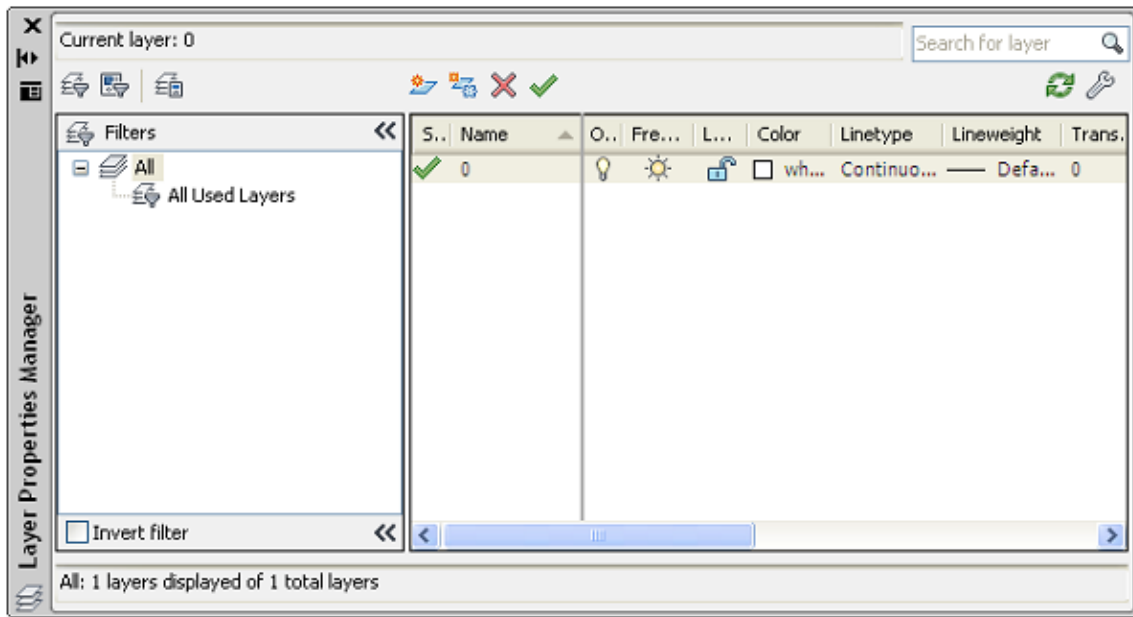 Current layer: 0
Search for layer
Filters
S.. Name O.. Fre... L... Color Linetype Lineweight Trans.
All
0 wh... Continuo... Defa... 0
All Used Layers
Invert filter
All: 1 layers displayed of 1 total layers
Layer Properties Manager